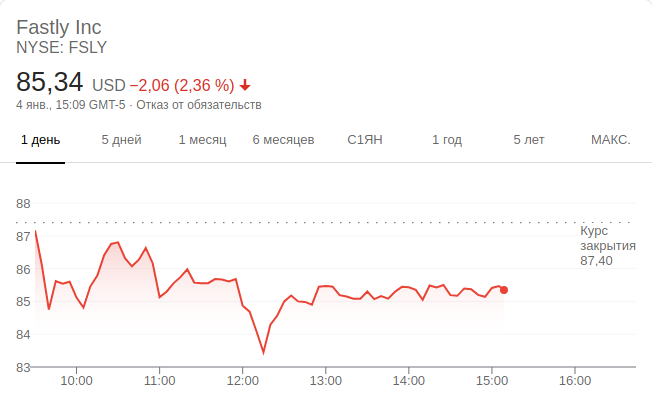 Fastly Inc
NYSE: FSLY
85,34 USD −2,06 (2,36 %)
4 янв., 15:09 GMT-5 · Отказ от обязательств
1 день 5 дней 1 месяц 6 месяцев С1ЯН 1 год 5 лет МАКС.
88
87
86
85
84
83
Курс
закрытия
87,40
10:00 11:00 12:00 13:00 14:00 15:00 16:00